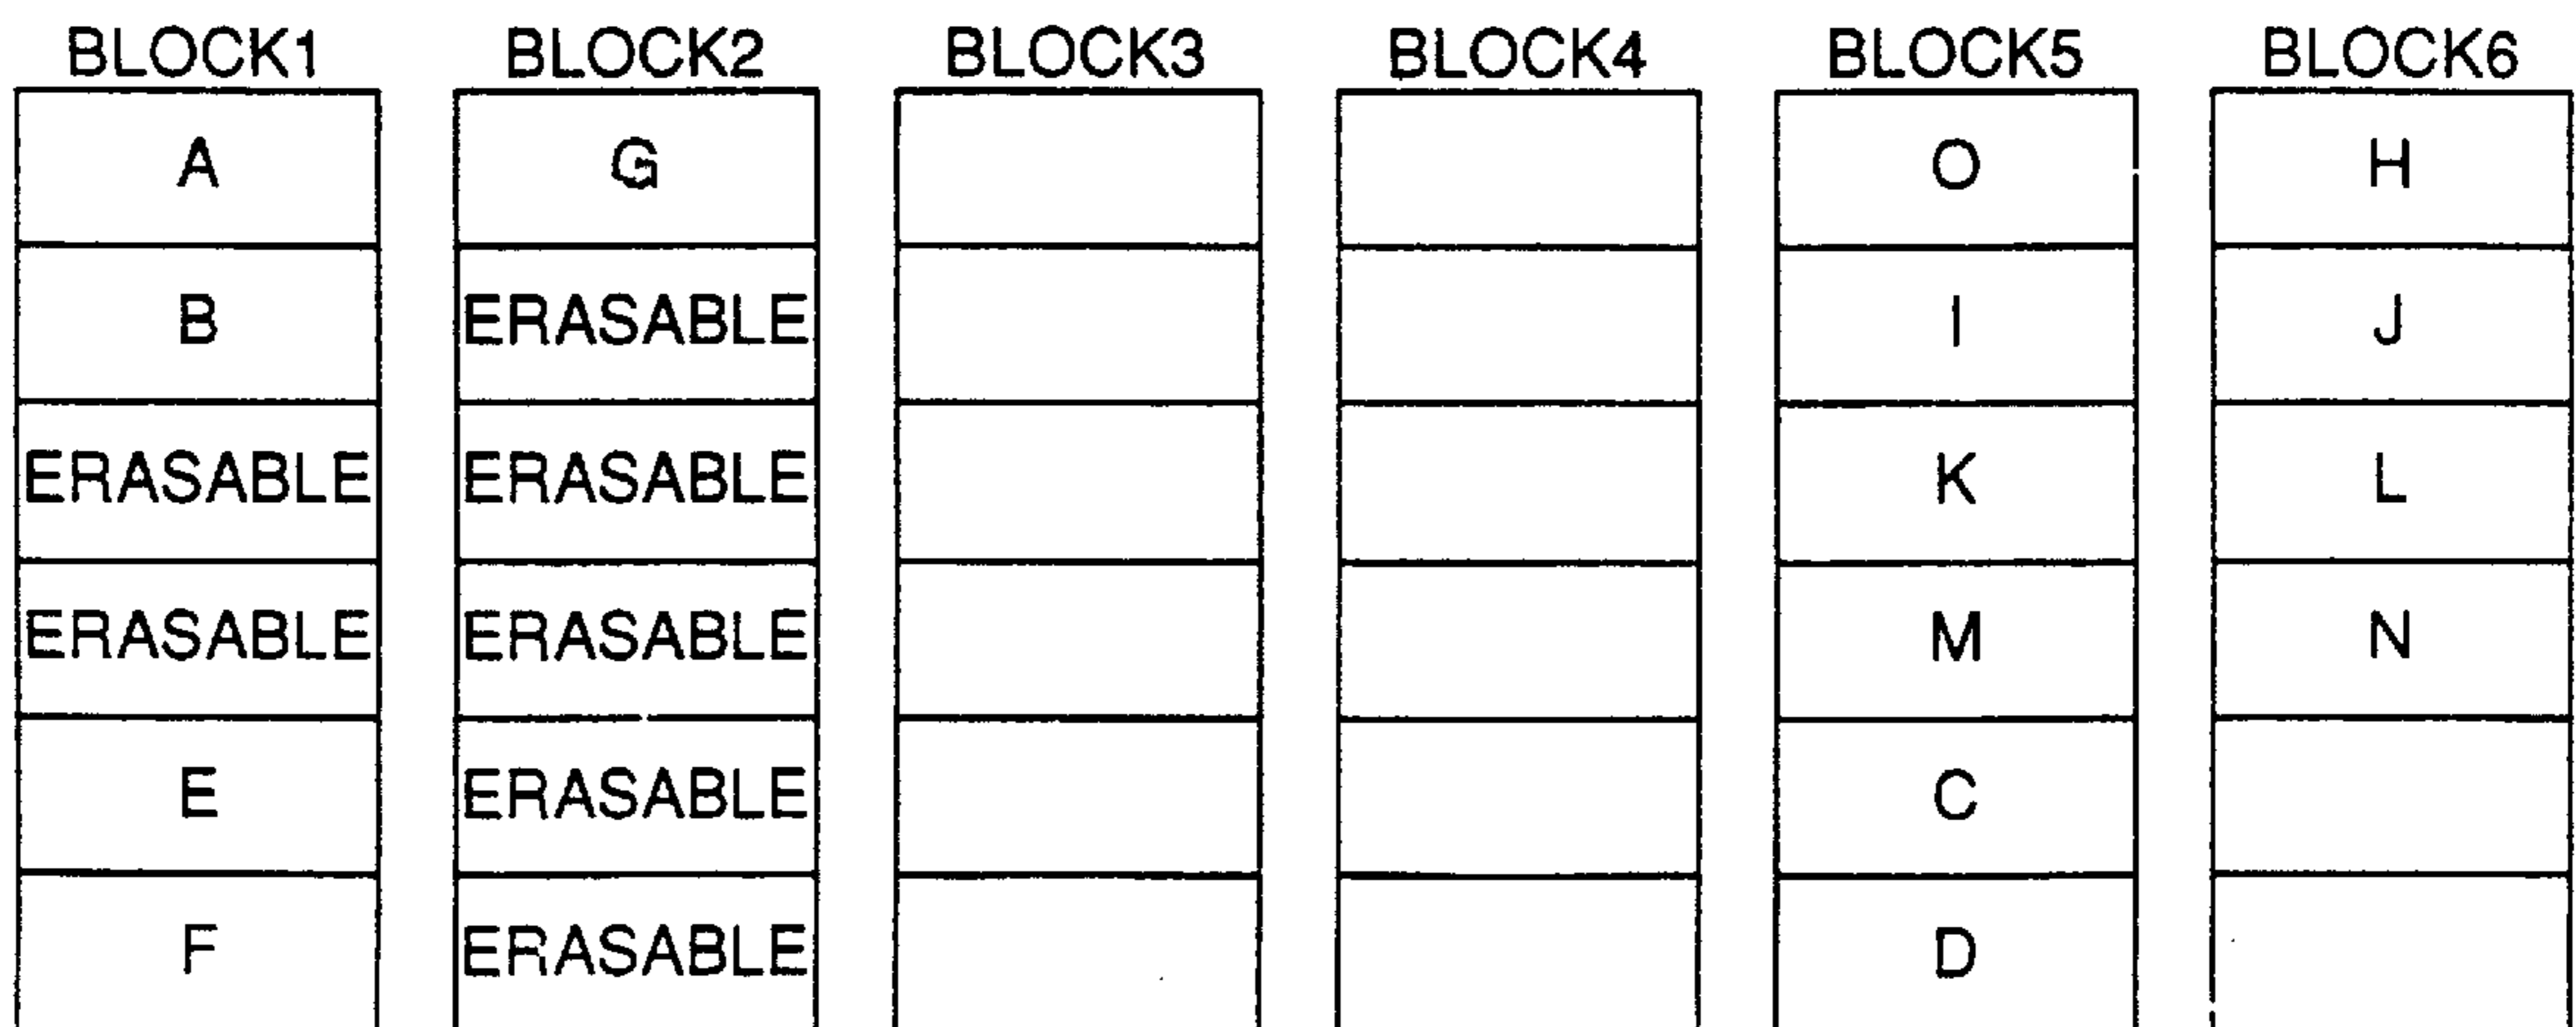 BLOCK1 BLOCK2 BLOCK3 BLOCK4 BLOCK5 BLOCK6
A G O H
B ERASABLE I J
ERASABLE ERASABLE K L
ERASABLE ERASABLE M N
E ERASABLE C
F ERASABLE D